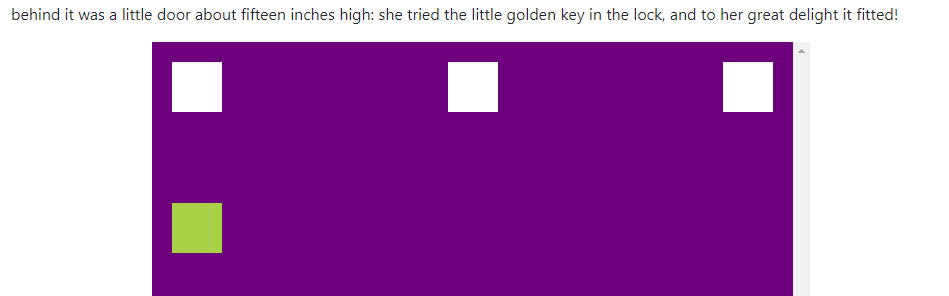 behind it was a little door about fifteen inches high: she tried the little golden key in the lock, and to her great delight it fitted!